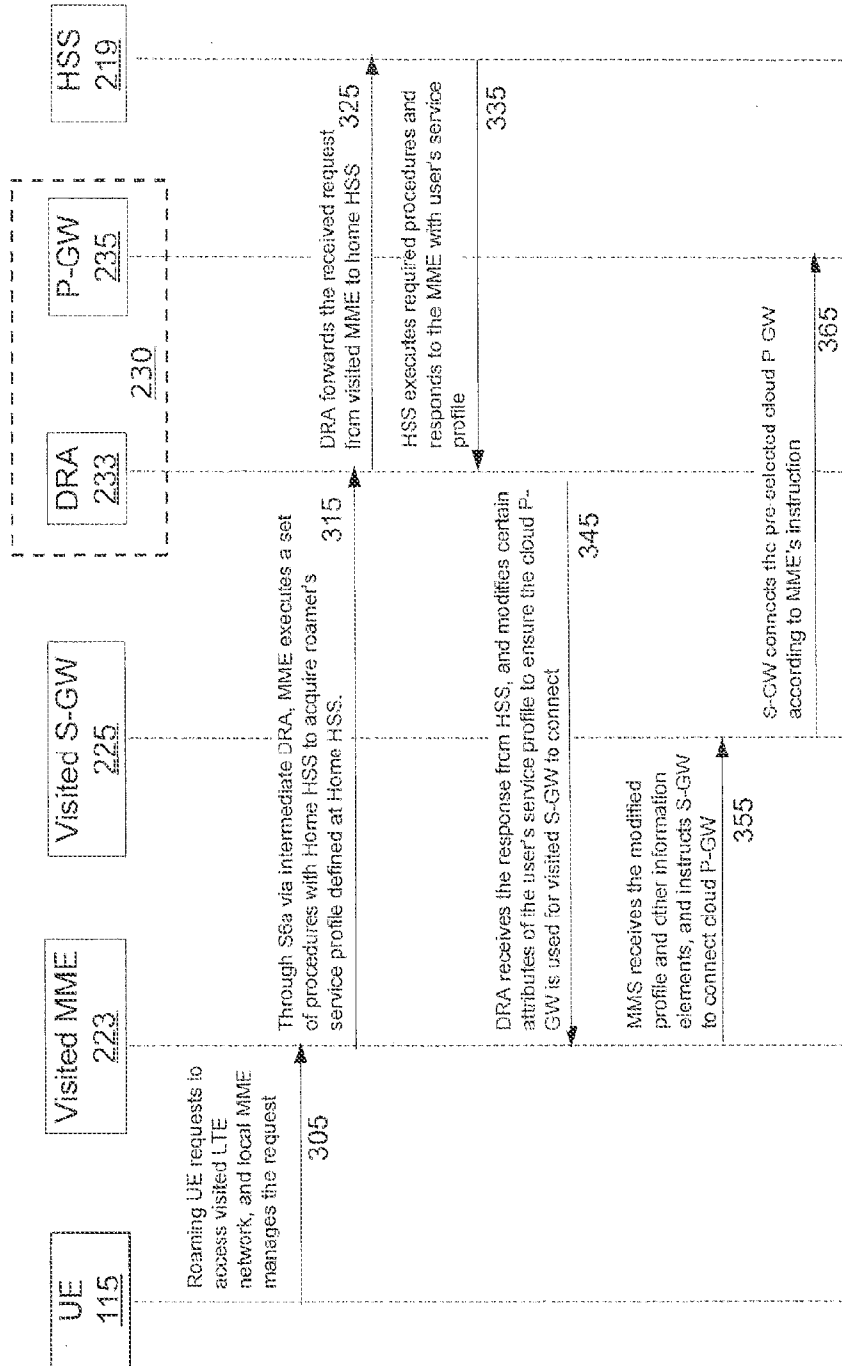 UE
115
Visited MME
223
Visited S-GW
225
DRA
233
P-GW
235
230
HSS
219
Roaming UE requests to
access visited LTE
network, and local MME
manages the request
305
Through S6a via intermediate DRA, MME executes a set
of procedures with Home HSS to acquire roamer's
service profile defined at Home HSS.
315
DRA forwards the received request
from visited MME to home HSS
325
HSS executes required procedures and
responds to the MME with user's service
profile
335
DRA receives the response from HSS, and modifies certain
attributes of the user's service profile to ensure the cloud P-
GW is used for visited S-GW to connect
345
MMS receives the modified
profile and other information
elements, and instructs S-GW
to connect cloud P-GW
355
S-GW connects the pre-selected cloud P GW
according to MME's instruction
365